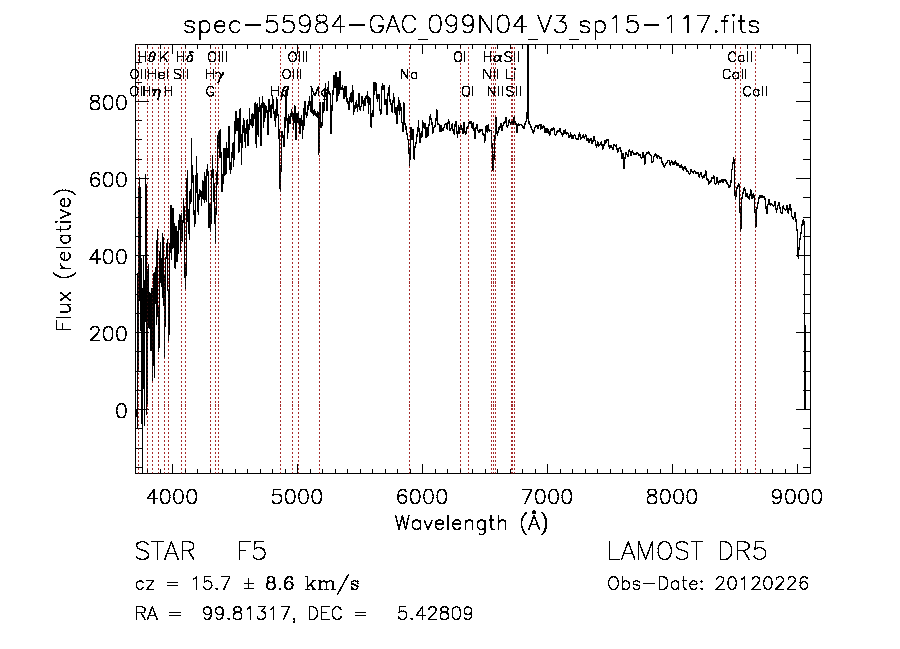 spec-55984-GAC_099N04_V3_sp15-117.fits
Hθ K Hδ OIII OIII OI Hα SII CaII
OII HeI SII Hγ OIII Na NII Li CaII
OII Hη H G Hβ Mg OI NII SII CaII
800
600
400
200
0
Flux (relative)
4000 5000 6000 7000 8000 9000
Wavelength (Å)
STAR F5 LAMOST DR5
cz = 15.7 ± 8.6 km/s Obs-Date: 20120226
RA = 99.81317, DEC = 5.42809